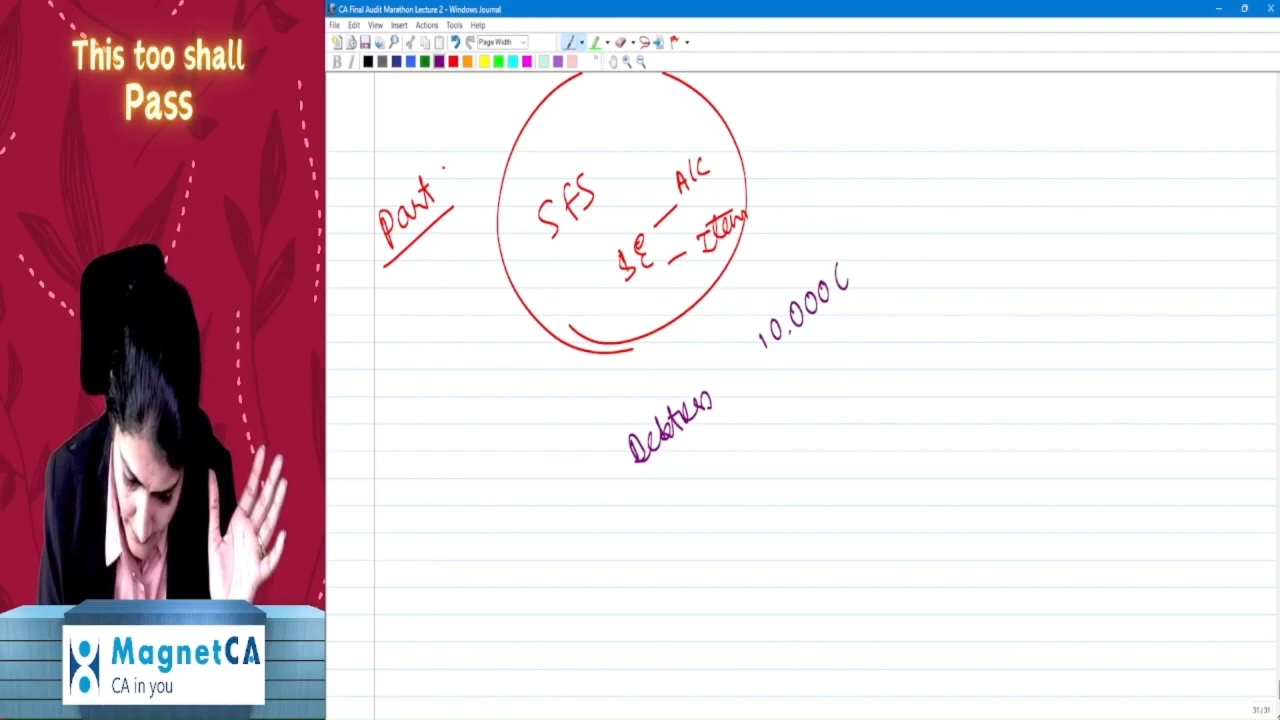 This too shall
Pass
CA Final Audit Marathon Lecture 2 - Windows Journal
File Edit View Insert Actions Tools Help
Page Width
B I
Part
SFS
A/C
SE
Item
10,000 C
Debtors
MagnetCA
CA in you
31/31